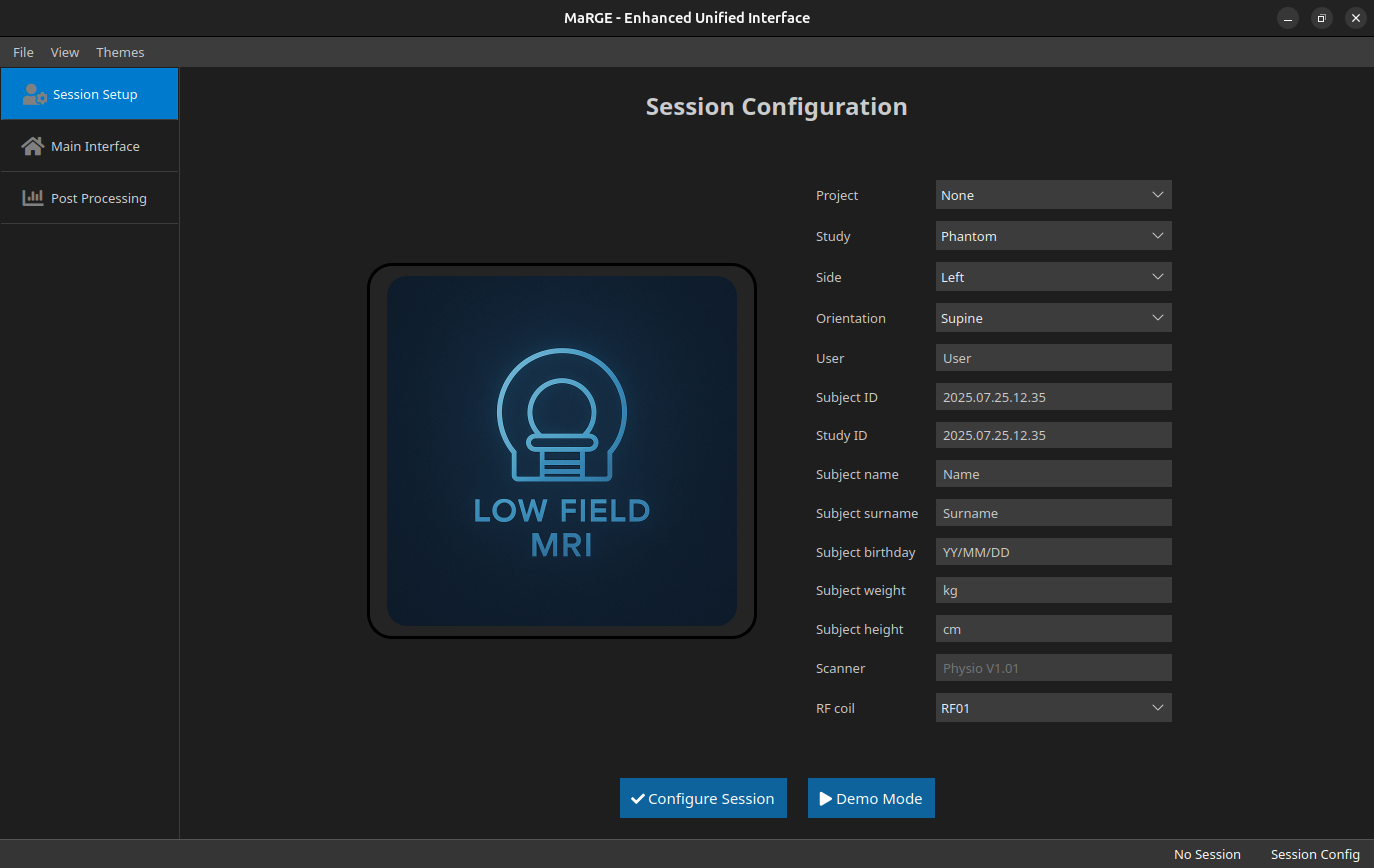 MaRGE - Enhanced Unified Interface
File View Themes
Session Setup
Main Interface
Post Processing
Session Configuration
LOW FIELD
MRI
Project None
Study Phantom
Side Left
Orientation Supine
User User
Subject ID 2025.07.25.12.35
Study ID 2025.07.25.12.35
Subject name Name
Subject surname Surname
Subject birthday YY/MM/DD
Subject weight kg
Subject height cm
Scanner Physio V1.01
RF coil RF01
Configure Session Demo Mode
No Session Session Config